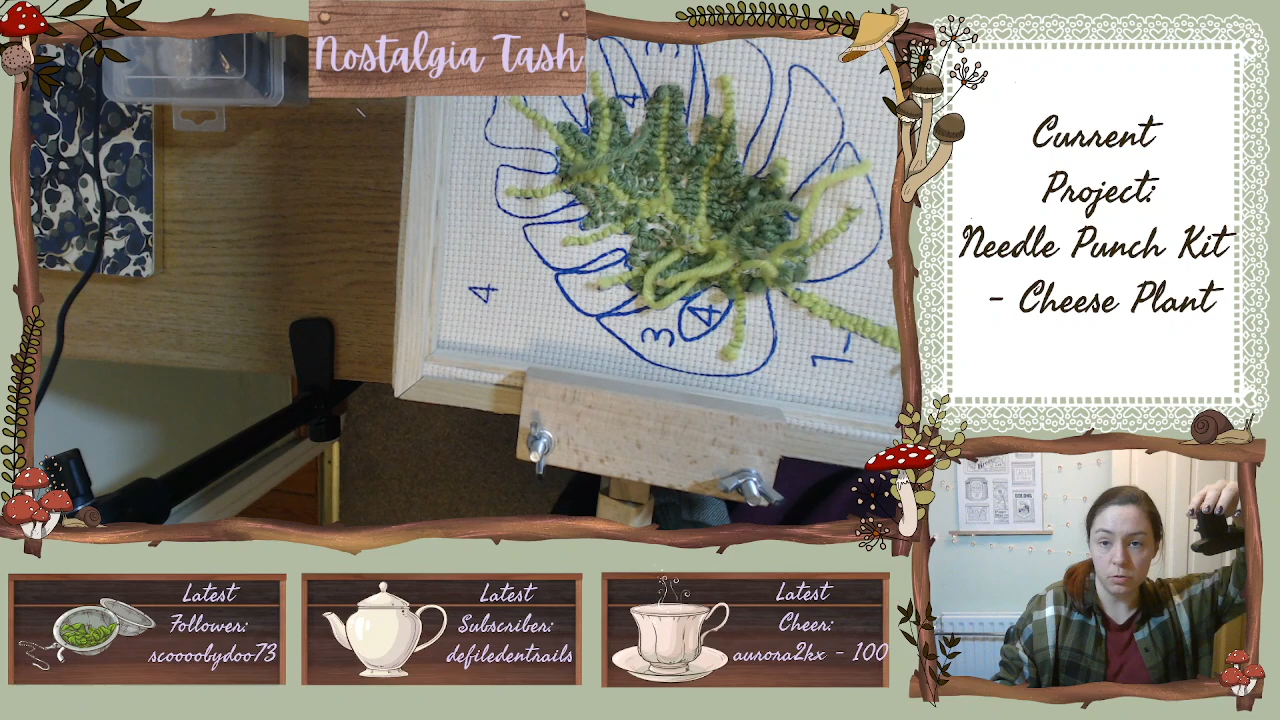 Nostalgia Tash
Current
Project:
Needle Punch Kit
- Cheese Plant
4
3
4
1
Latest
Follower:
scoooobydoo73
Latest
Subscriber:
defiledentrails
Latest
Cheer:
aurora2kx - 100